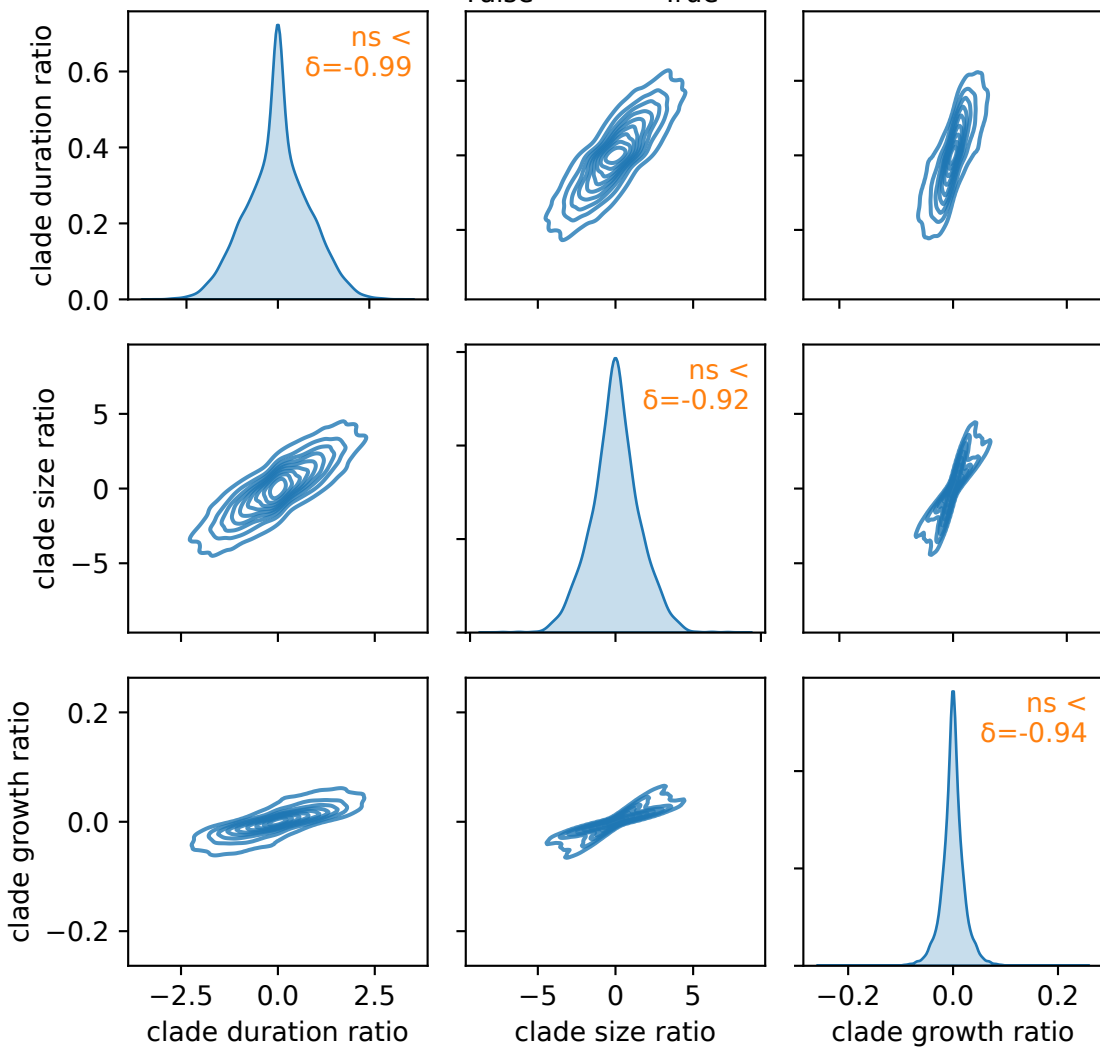 clade duration ratio
0.6
0.4
0.2
0.0
ns <
δ=-0.99
clade size ratio
5
0
−5
ns <
δ=-0.92
clade growth ratio
0.2
0.0
−0.2
ns <
δ=-0.94
−2.5 0.0 2.5
−5 0 5
−0.2 0.0 0.2
clade duration ratio
clade size ratio
clade growth ratio